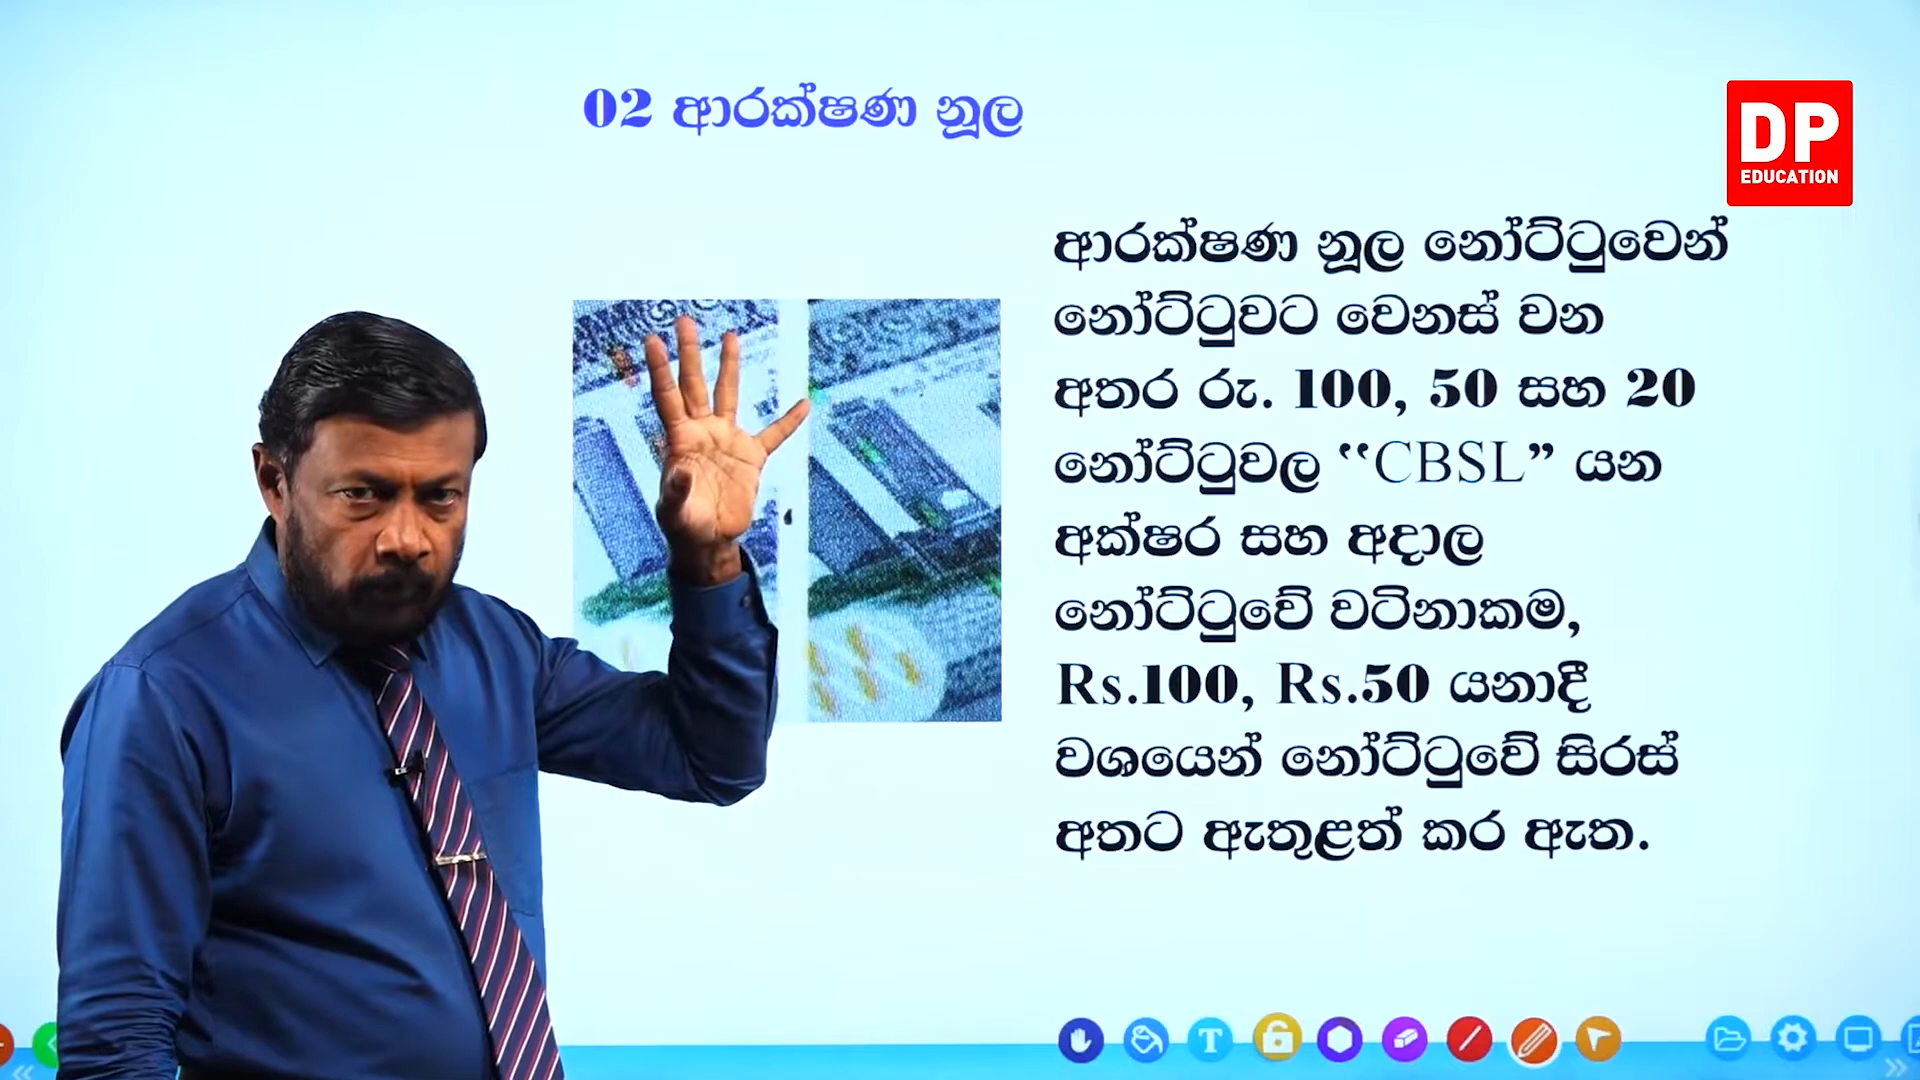 02 ආරක්ෂණ නූල
DP
EDUCATION
ආරක්ෂණ නූල නෝට්ටුවෙන්
නෝට්ටුවට වෙනස් වන
අතර රු. 100, 50 සහ 20
නෝට්ටුවල “CBSL” යන
අක්ෂර සහ අදාල
නෝට්ටුවේ වටිනාකම,
Rs.100, Rs.50 යනාදී
වශයෙන් නෝට්ටුවේ සිරස්
අතට ඇතුළත් කර ඇත.
T